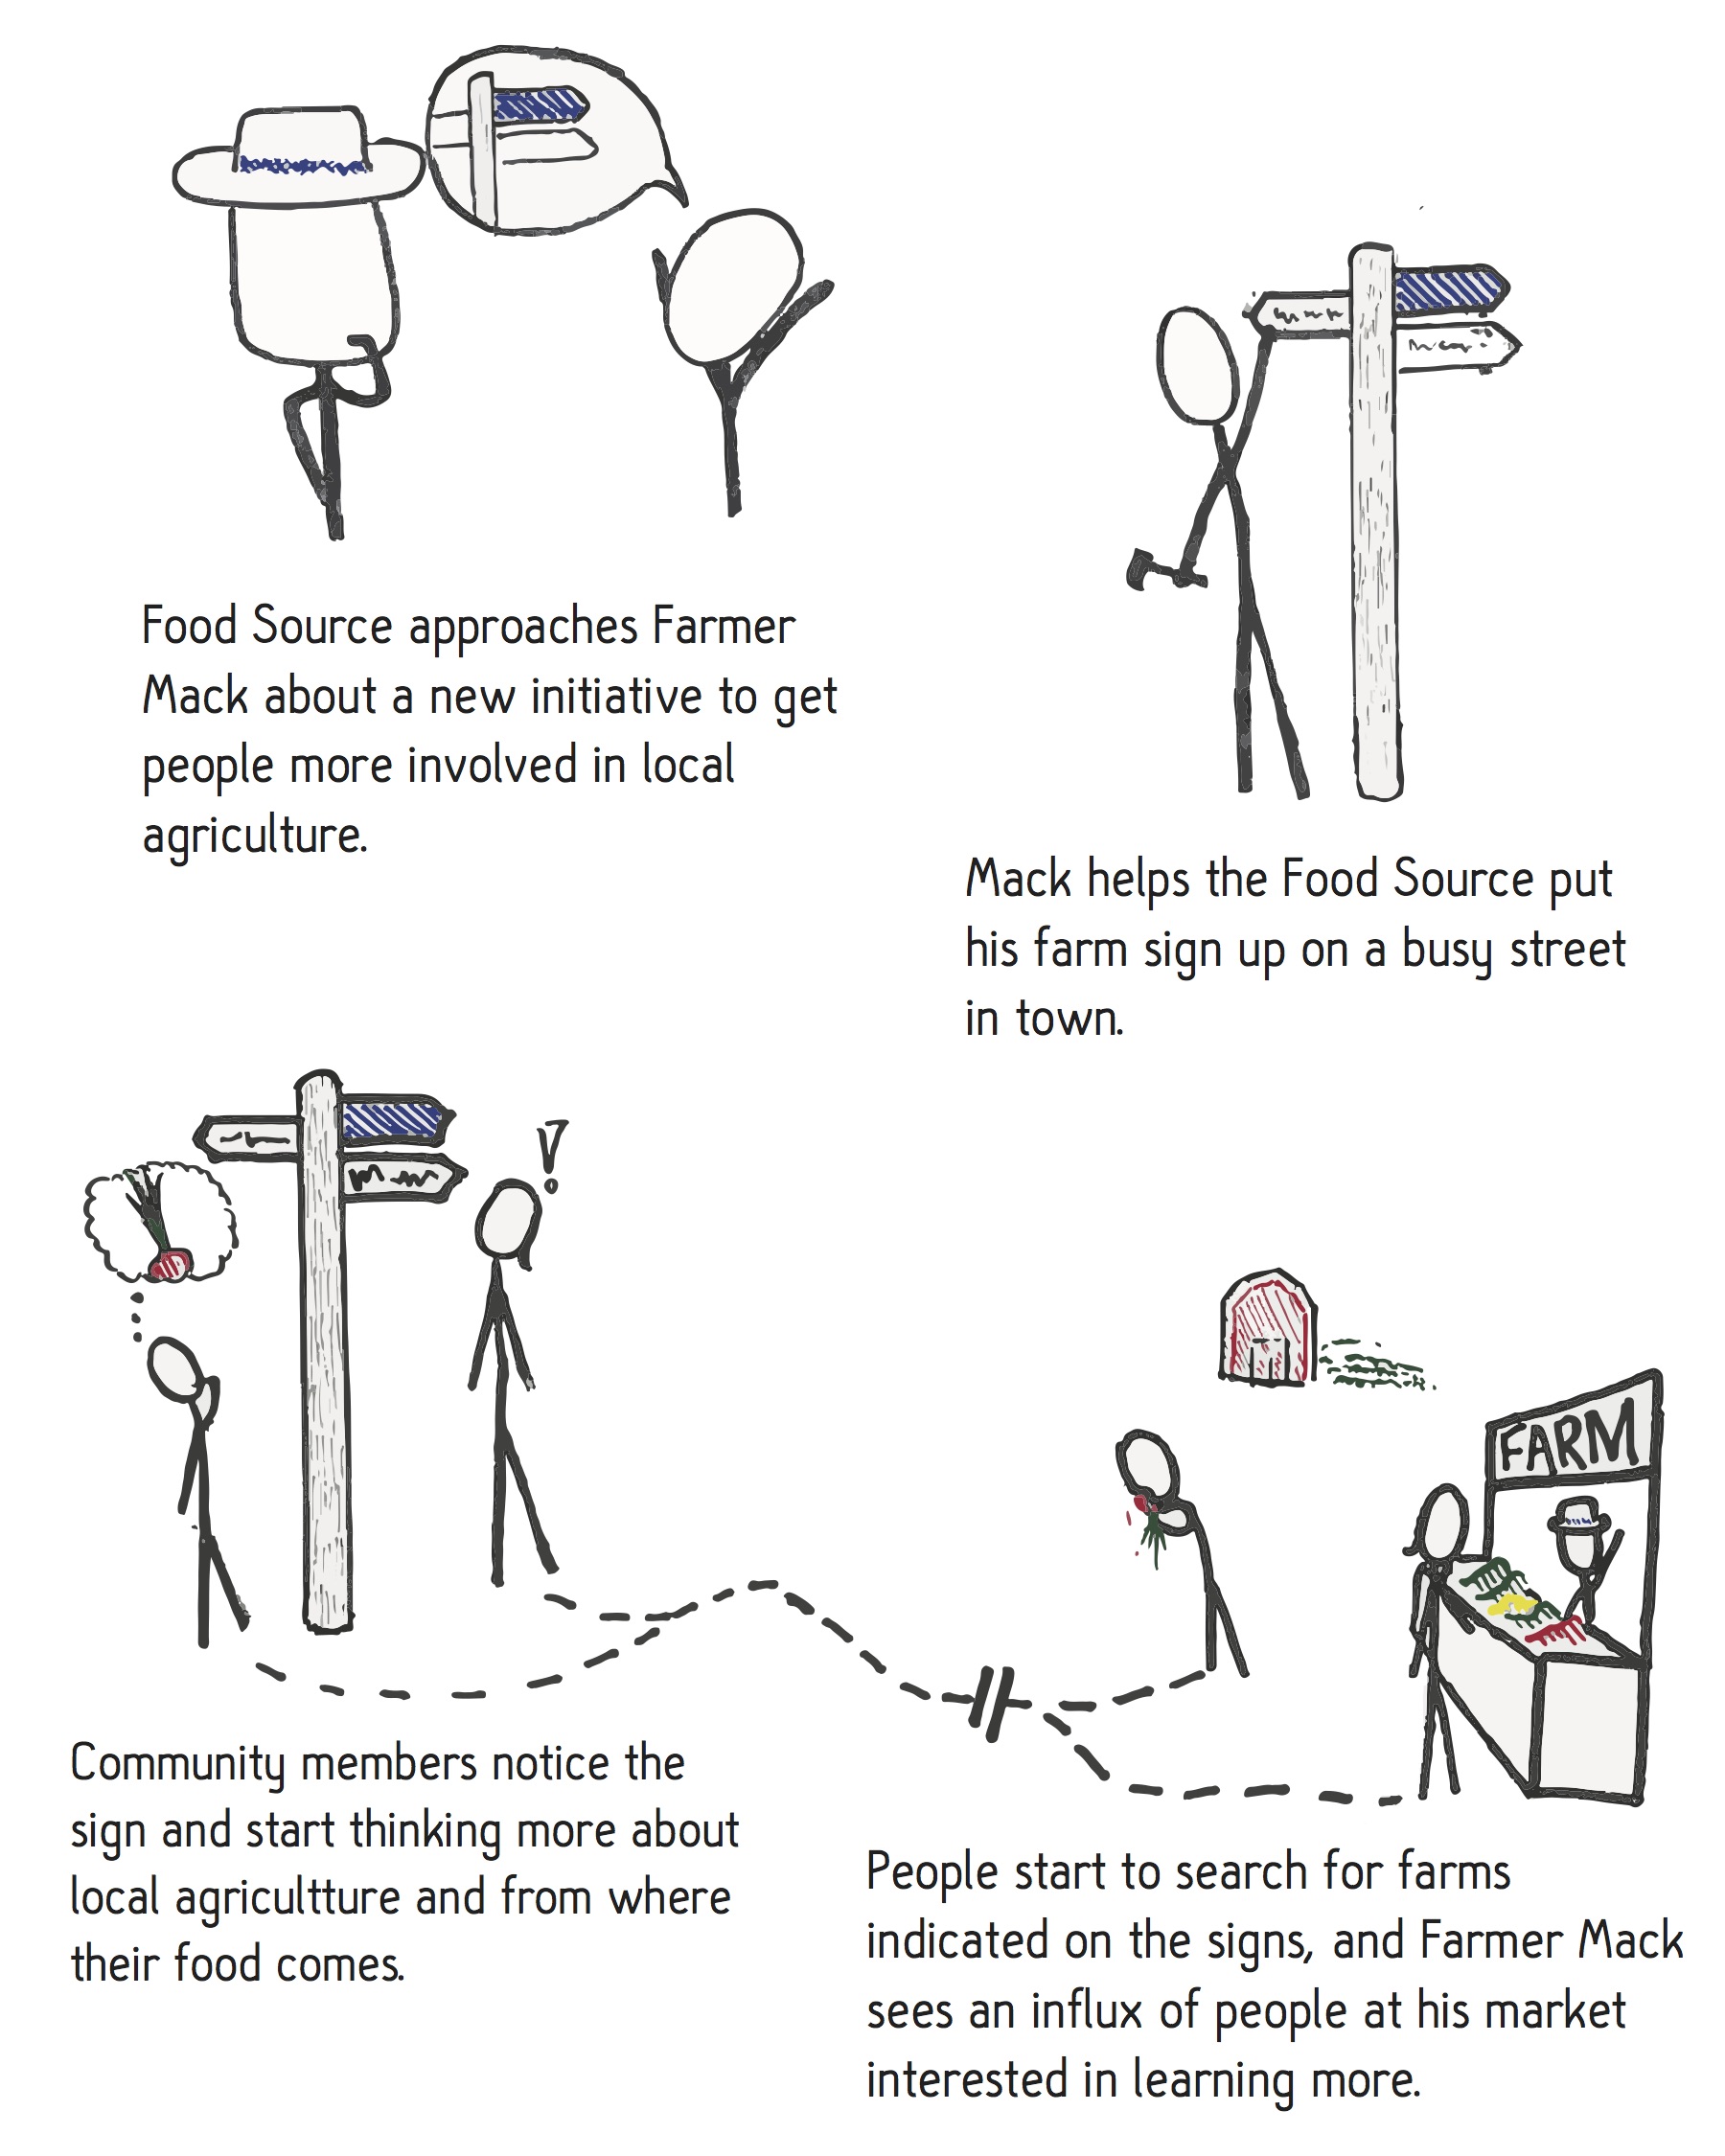 Food Source approaches Farmer
Mack about a new initiative to get
people more involved in local
agriculture.
Mack helps the Food Source put
his farm sign up on a busy street
in town.
Community members notice the
sign and start thinking more about
local agricultture and from where
their food comes.
!
FARM
People start to search for farms
indicated on the signs, and Farmer Mack
sees an influx of people at his market
interested in learning more.